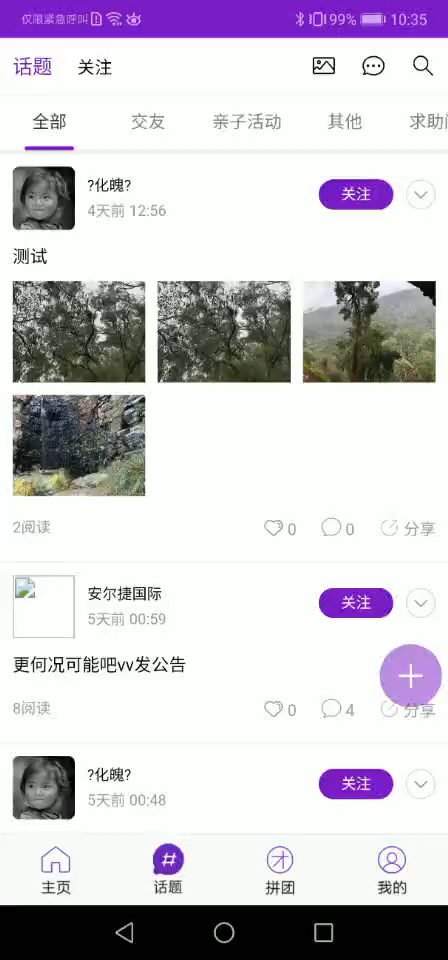 仅限紧急呼叫 99% 10:35
话题 关注
全部 交友 亲子活动 其他 求助
?化魄?
4天前 12:56
关注
测试
2阅读 0 0 分享
安尔捷国际
5天前 00:59
关注
更何况可能吧vv发公告
8阅读 0 4 分享
?化魄?
5天前 00:48
关注
主页 话题 拼团 我的